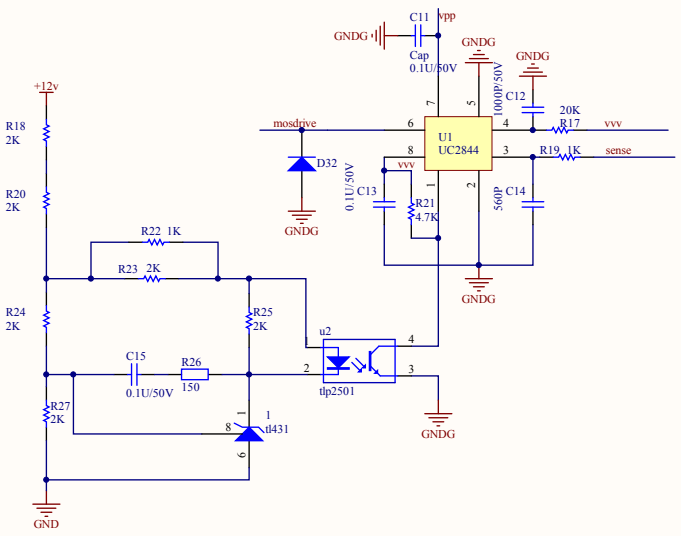 C11
vpp
GNDG
Cap
0.1U/50V
GNDG
GNDG
1000P/50V
C12
+12v
R18
2K
7
5
20K
R17
vvv
mosdrive
6
U1
UC2844
4
8
3
R19 1K
sense
D32
vvv
0.1U/50V
C13
R21
4.7K
1
2
560P
C14
R20
2K
GNDG
R22 1K
R23 2K
GNDG
R24
2K
R25
2K
u2
1
4
2
3
tlp2501
C15
0.1U/50V
R26
150
R27
2K
1
8
6
1
tl431
GNDG
GND